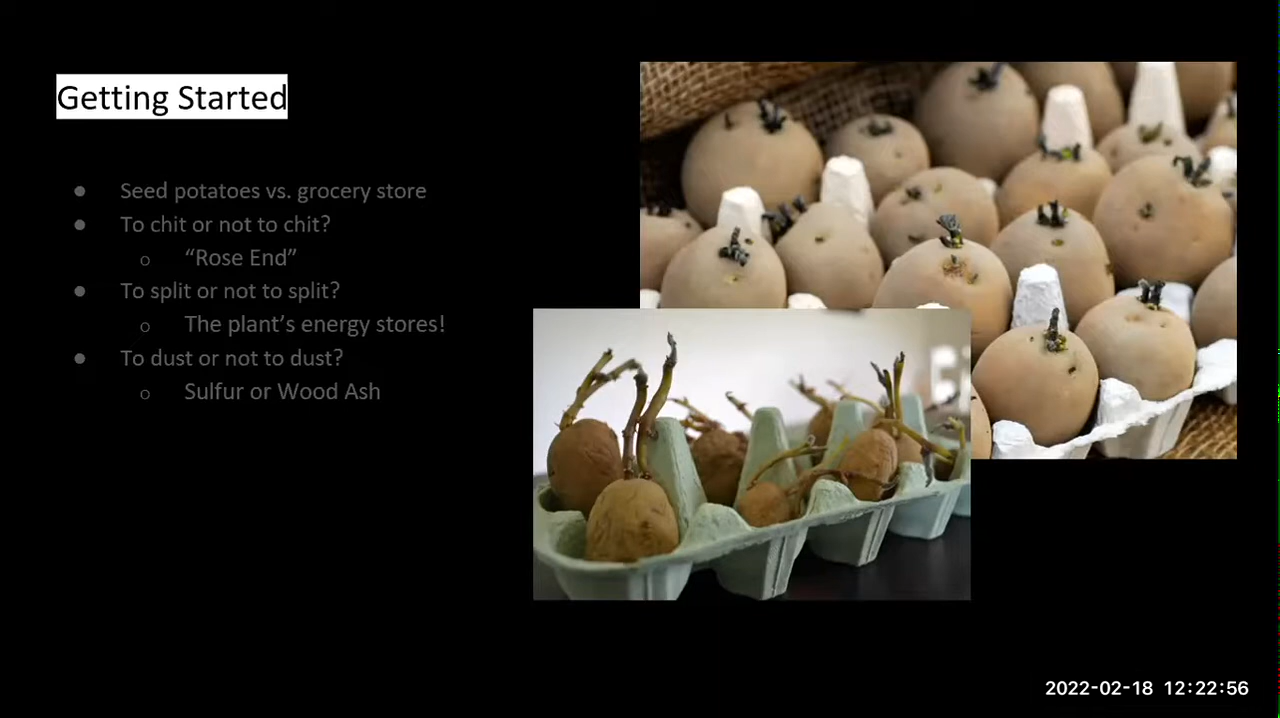 Getting Started
● Seed potatoes vs. grocery store
● To chit or not to chit?
○ “Rose End”
● To split or not to split?
○ The plant’s energy stores!
● To dust or not to dust?
○ Sulfur or Wood Ash
2022-02-18 12:22:56